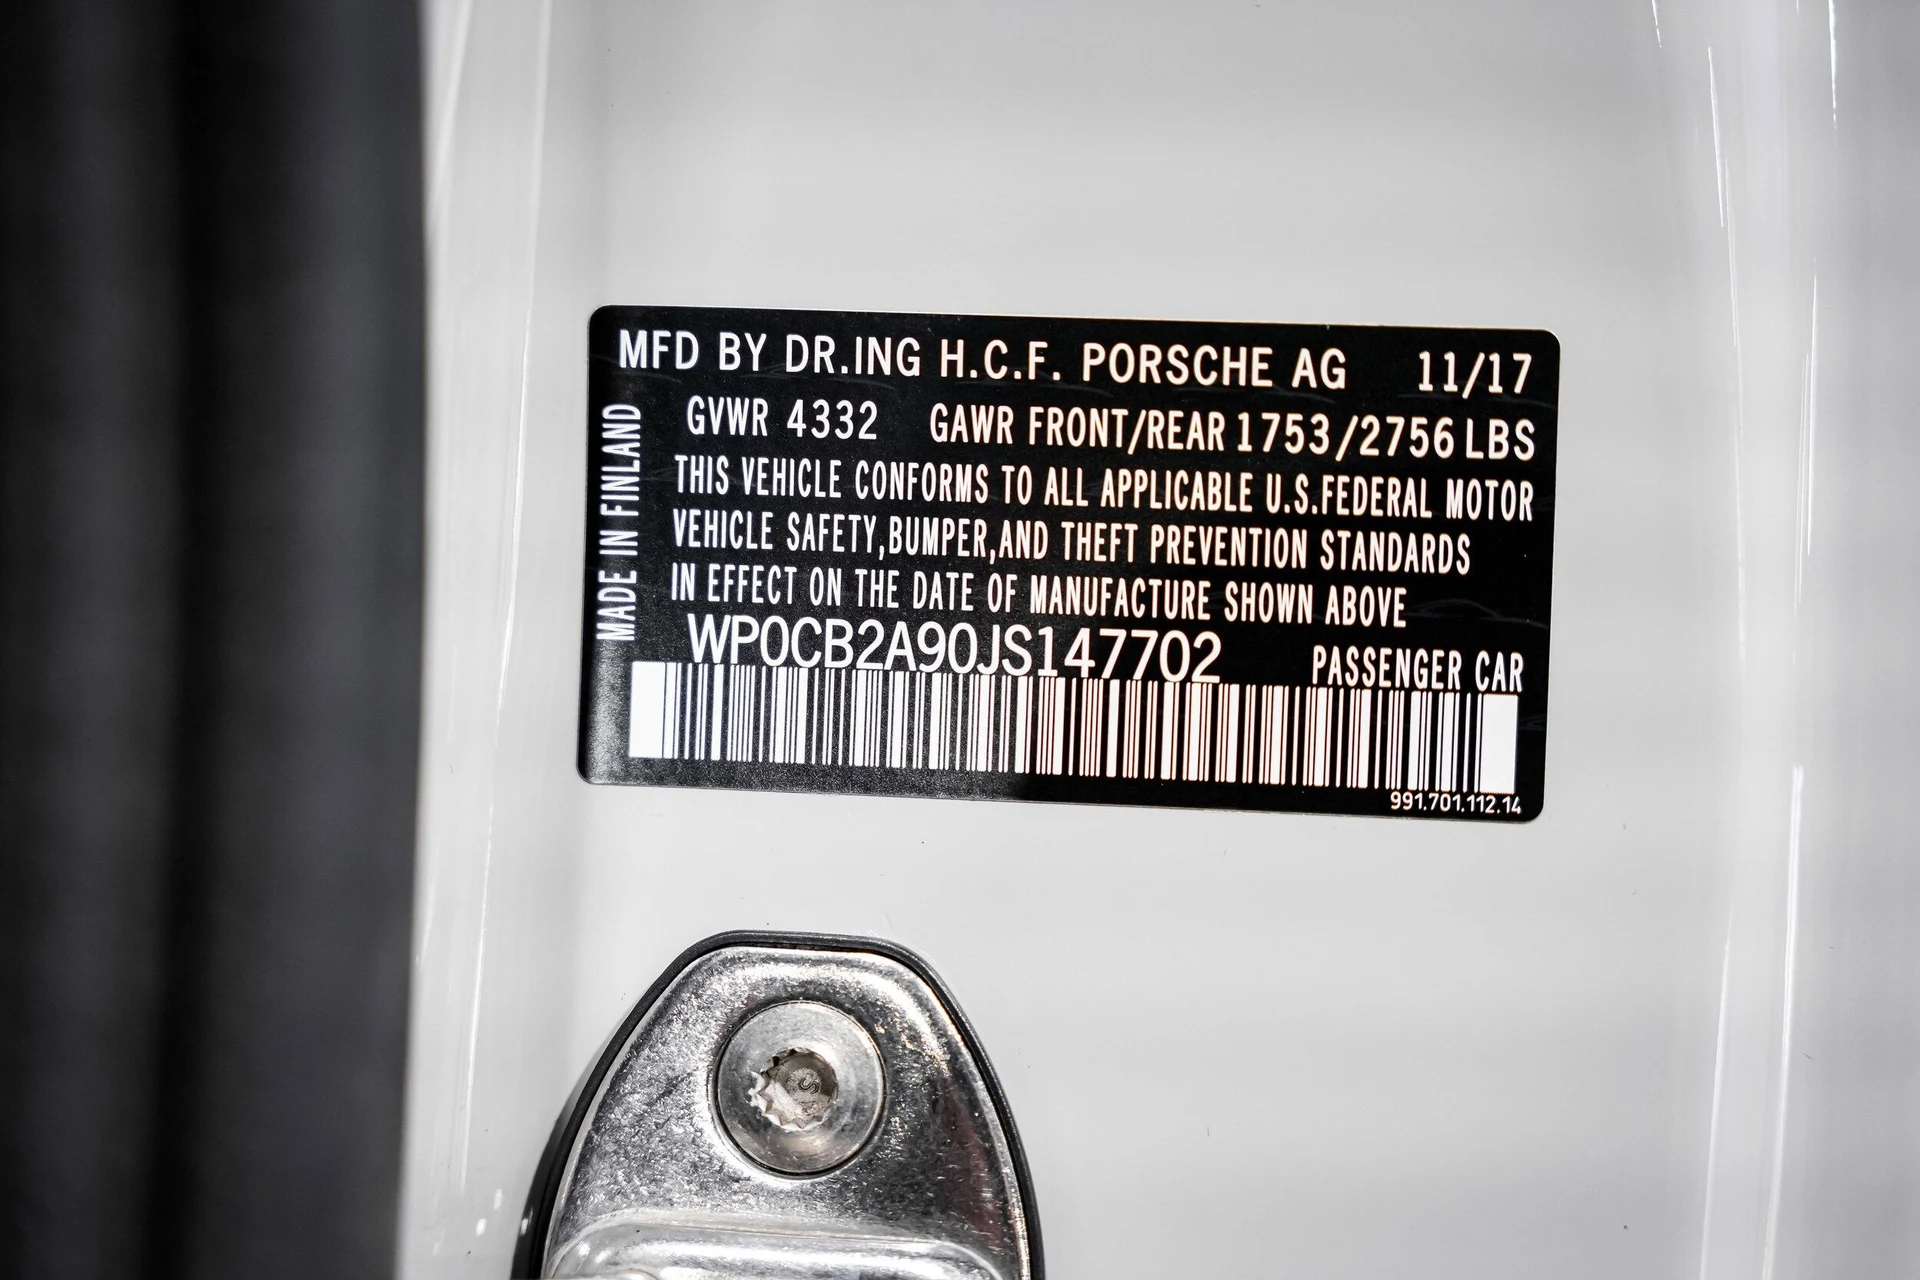 MFD BY DR.ING H.C.F. PORSCHE AG 11/17
GVWR 4332 GAWR FRONT/REAR 1753/2756 LBS
THIS VEHICLE CONFORMS TO ALL APPLICABLE U.S.FEDERAL MOTOR
VEHICLE SAFETY,BUMPER,AND THEFT PREVENTION STANDARDS
IN EFFECT ON THE DATE OF MANUFACTURE SHOWN ABOVE
WP0CB2A90JS147702 PASSENGER CAR
991.701.112.14
MADE IN FINLAND